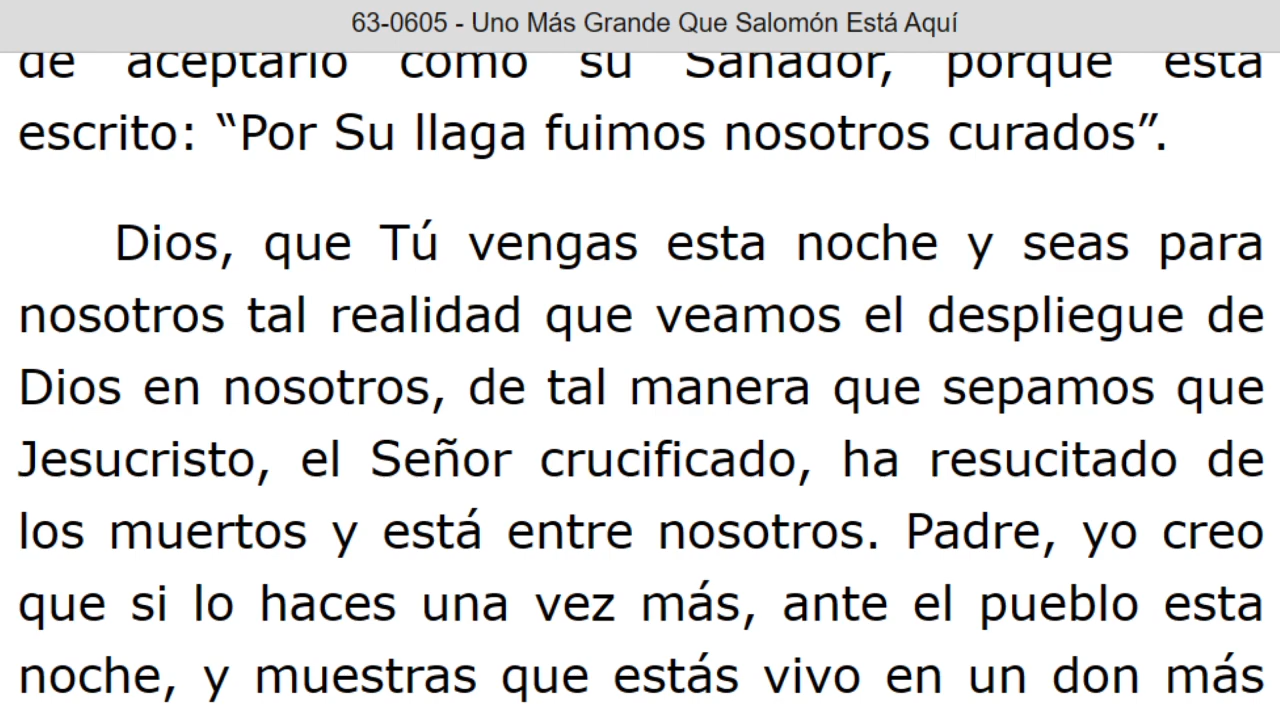 63-0605 - Uno Más Grande Que Salomón Está Aquí
de aceptarlo como su Sanador, porque está
escrito: “Por Su llaga fuimos nosotros curados”.
Dios, que Tú vengas esta noche y seas para
nosotros tal realidad que veamos el despliegue de
Dios en nosotros, de tal manera que sepamos que
Jesucristo, el Señor crucificado, ha resucitado de
los muertos y está entre nosotros. Padre, yo creo
que si lo haces una vez más, ante el pueblo esta
noche, y muestras que estás vivo en un don más